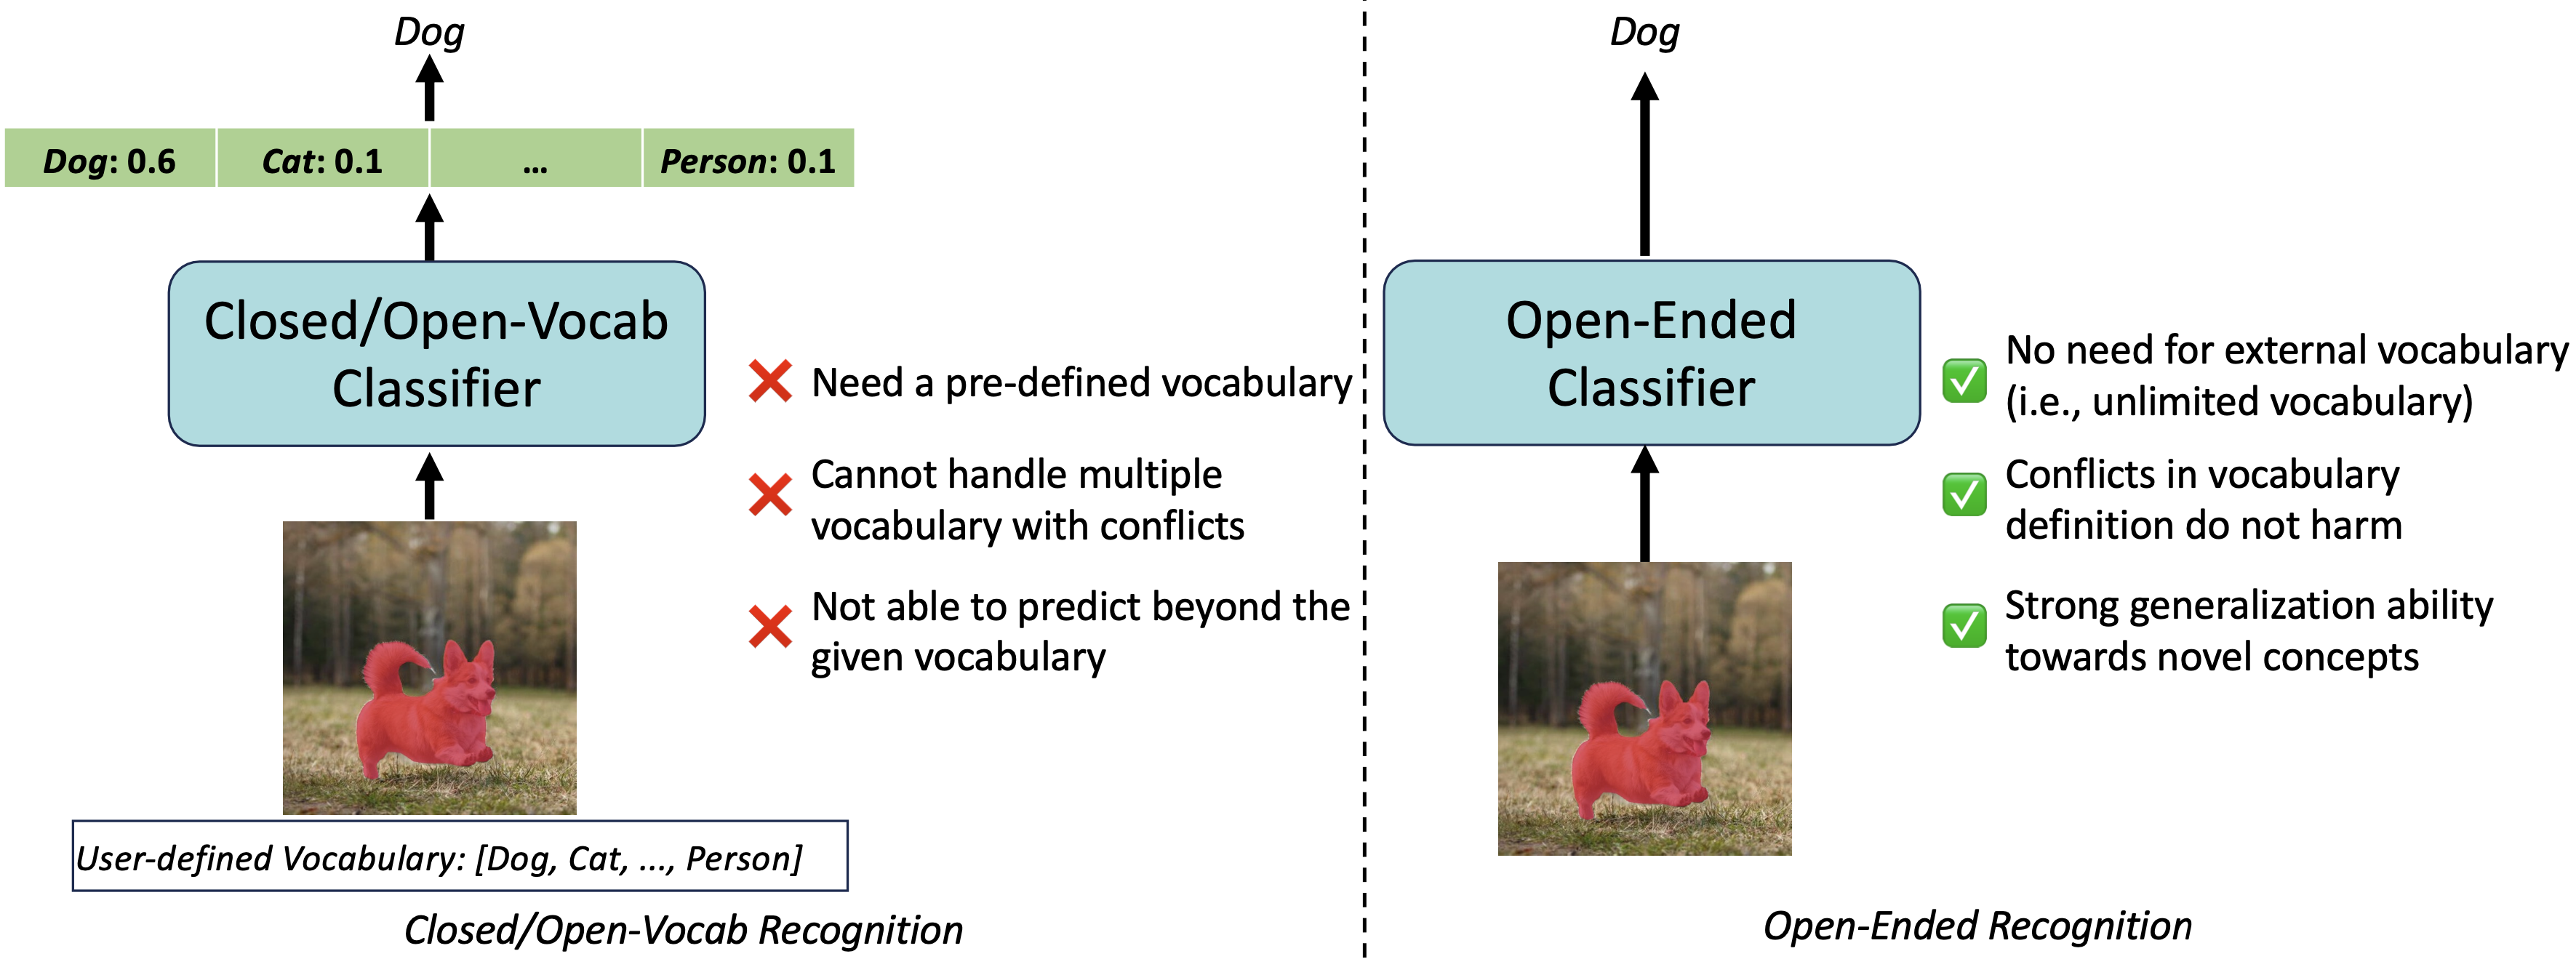 Dog
Dog: 0.6
Cat: 0.1
...
Person: 0.1
Closed/Open-Vocab
Classifier
Need a pre-defined vocabulary
Cannot handle multiple
vocabulary with conflicts
Not able to predict beyond the
given vocabulary
User-defined Vocabulary: [Dog, Cat, ..., Person]
Closed/Open-Vocab Recognition
Dog
Open-Ended
Classifier
No need for external vocabulary
(i.e., unlimited vocabulary)
Conflicts in vocabulary
definition do not harm
Strong generalization ability
towards novel concepts
Open-Ended Recognition